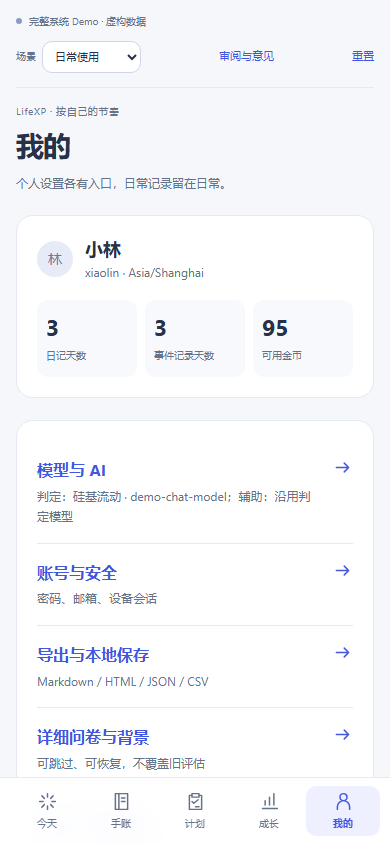 完整系统 Demo · 虚构数据
场景 日常使用 审阅与意见 重置
LifeXP · 按自己的节奏
我的
个人设置各有入口，日常记录留在日常。
林
小林
xiaolin · Asia/Shanghai
3 3 95
日记天数 事件记录天数 可用金币
模型与 AI
判定：硅基流动 · demo-chat-model；辅助：沿用判
定模型
账号与安全
密码、邮箱、设备会话
导出与本地保存
Markdown / HTML / JSON / CSV
详细问卷与背景
可跳过、可恢复，不覆盖旧评估
今天 手账 计划 成长 我的